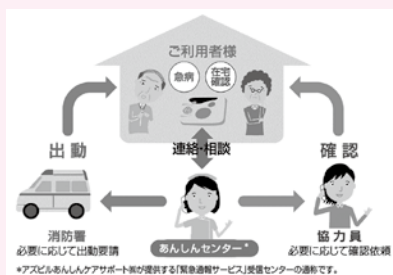 ご利用者様
急病
在宅
確認
出動
連絡・相談
確認
消防署
必要に応じて出動要請
あんしんセンター*
協力員
必要に応じて確認依頼
*アズビルあんしんケアサポート㈱が提供する「緊急通報サービス」受信センターの通称です。